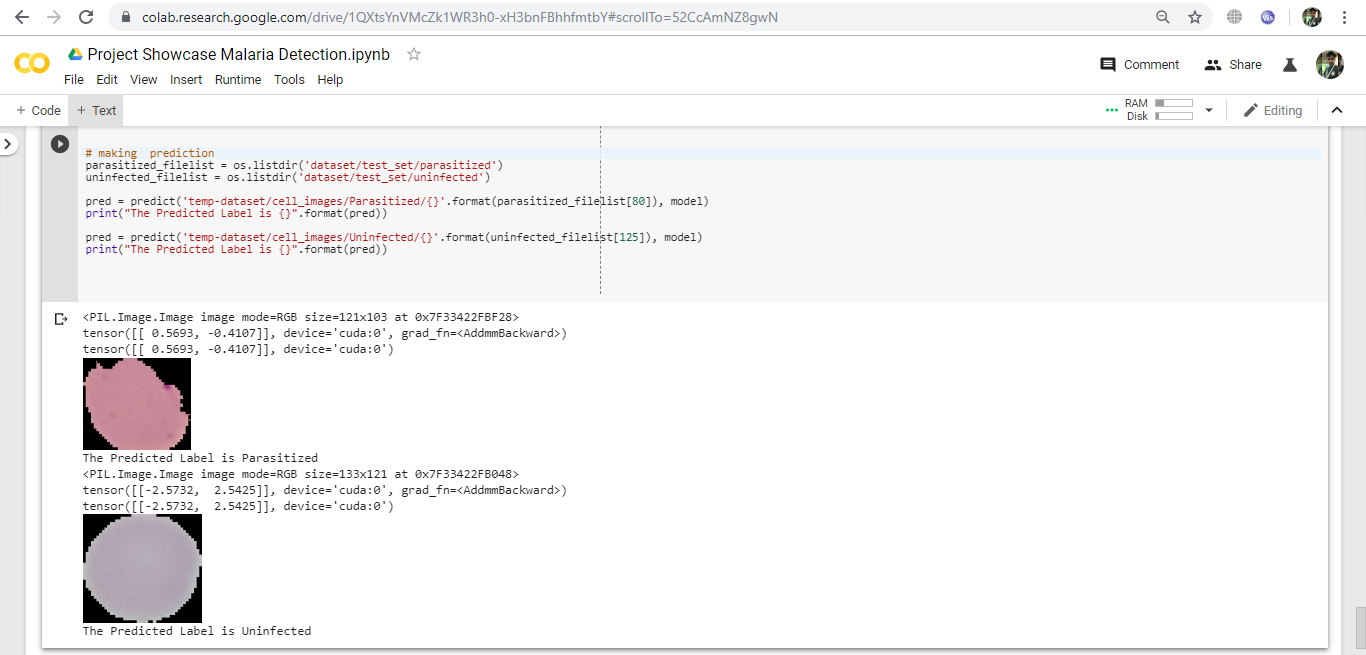 colab.research.google.com/drive/1QXtsYnVMcZk1WR3h0-xH3bnFBhhfmtbY#scrollTo=52CcAmNZ8gwN
Project Showcase Malaria Detection.ipynb
Comment
Share
File Edit View Insert Runtime Tools Help
+ Code + Text
RAM
Disk
Editing
# making  prediction
parasitized_filelist = os.listdir('dataset/test_set/parasitized')
uninfected_filelist = os.listdir('dataset/test_set/uninfected')
pred = predict('temp-dataset/cell_images/Parasitized/{}'.format(parasitized_filelist[80]), model)
print("The Predicted Label is {}".format(pred))
pred = predict('temp-dataset/cell_images/Uninfected/{}'.format(uninfected_filelist[125]), model)
print("The Predicted Label is {}".format(pred))
<PIL.Image.Image image mode=RGB size=121x103 at 0x7F33422FBF28>
tensor([[ 0.5693, -0.4107]], device='cuda:0', grad_fn=<AddmmBackward>)
tensor([[ 0.5693, -0.4107]], device='cuda:0')
The Predicted Label is Parasitized
<PIL.Image.Image image mode=RGB size=133x121 at 0x7F33422FB048>
tensor([[-2.5732,  2.5425]], device='cuda:0', grad_fn=<AddmmBackward>)
tensor([[-2.5732,  2.5425]], device='cuda:0')
The Predicted Label is Uninfected